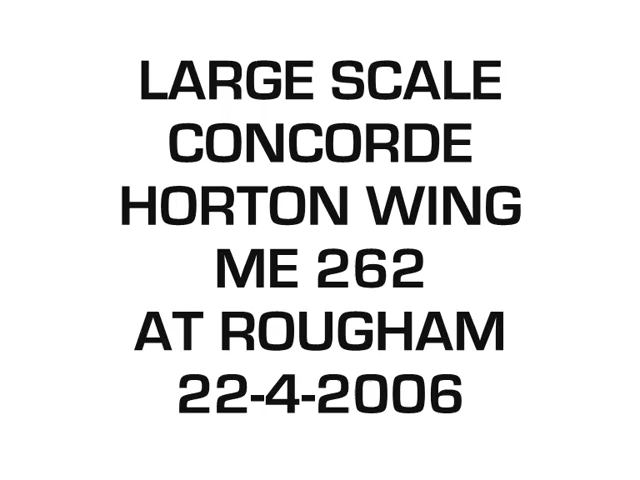 LARGE SCALE
CONCORDE
HORTON WING
ME 262
AT ROUGHAM
22-4-2006